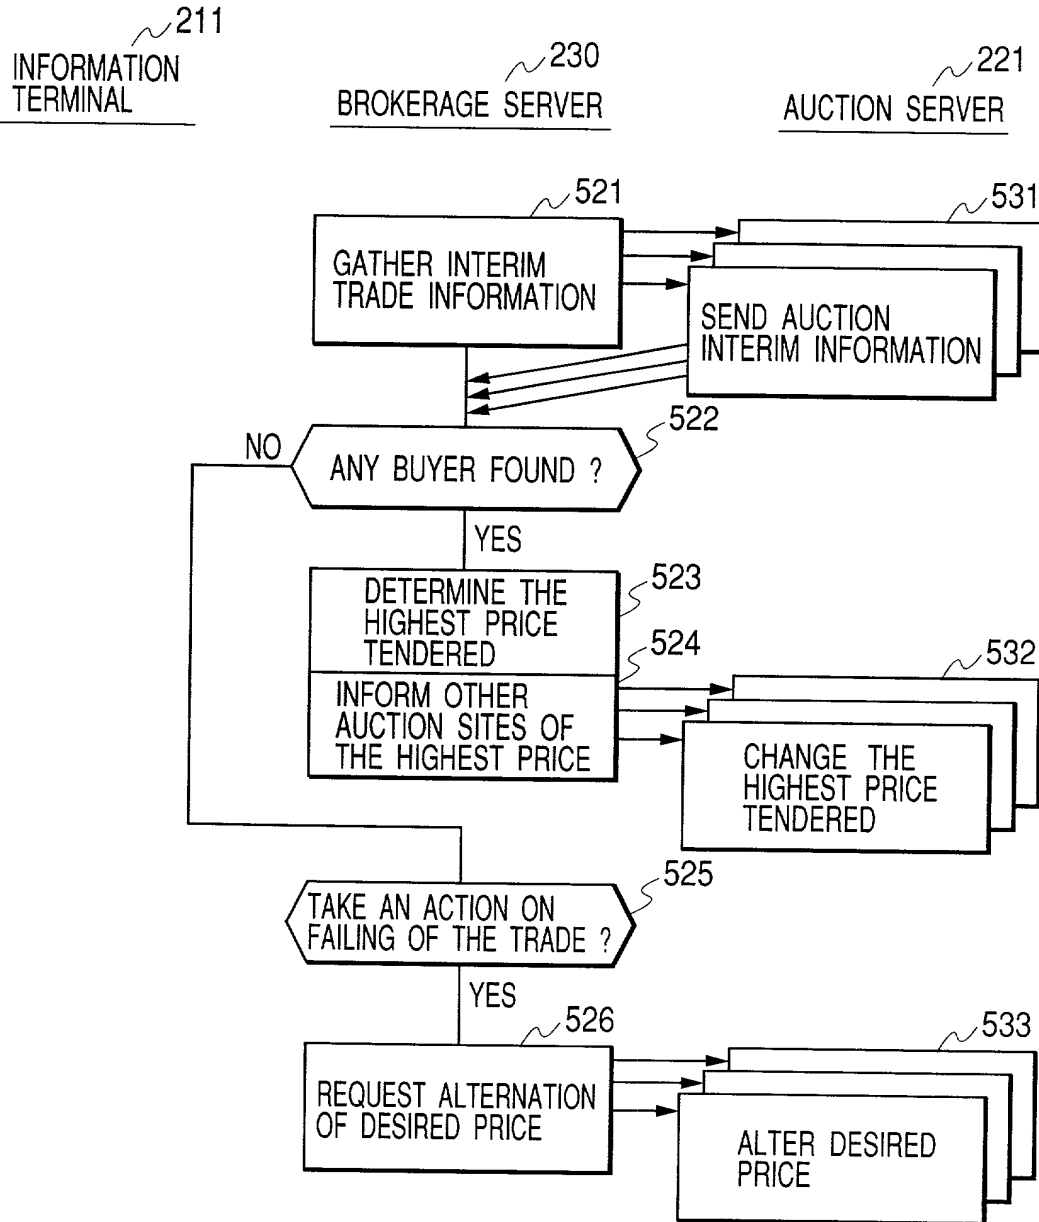 211
INFORMATION
TERMINAL
230
BROKERAGE SERVER
221
AUCTION SERVER
521
GATHER INTERIM
TRADE INFORMATION
531
SEND AUCTION
INTERIM INFORMATION
522
NO
ANY BUYER FOUND ?
YES
523
DETERMINE THE
HIGHEST PRICE
TENDERED
524
INFORM OTHER
AUCTION SITES OF
THE HIGHEST PRICE
532
CHANGE THE
HIGHEST PRICE
TENDERED
525
TAKE AN ACTION ON
FAILING OF THE TRADE ?
YES
526
REQUEST ALTERNATION
OF DESIRED PRICE
533
ALTER DESIRED
PRICE